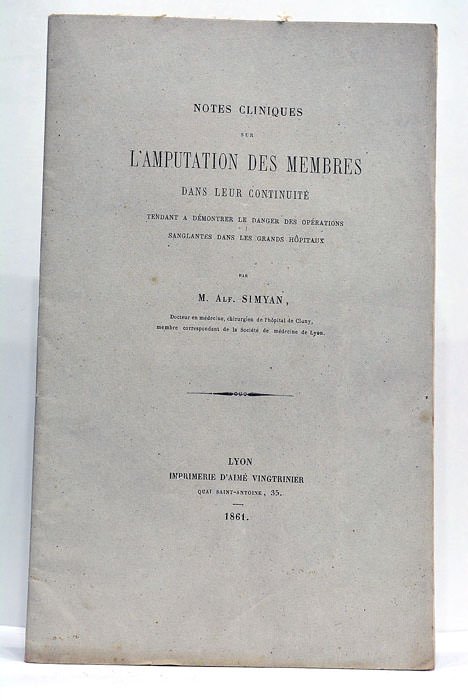 NOTES CLINIQUES
SUR
L'AMPUTATION DES MEMBRES
DANS LEUR CONTINUITÉ
TENDANT A DÉMONTRER LE DANGER DES OPÉRATIONS
SANGLANTES DANS LES GRANDS HÔPITAUX
PAR
M. ALF. SIMYAN,
Docteur en médecine, chirurgien de l'hôpital de Cluny,
membre correspondant de la Société de médecine de Lyon.
LYON
IMPRIMERIE D'AIMÉ VINGTRINIER
QUAI SAINT-ANTOINE, 35.
1861.